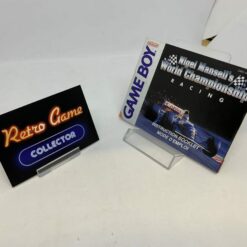 Retro Game
COLLECTOR
GAME BOY
Nigel Mansell's
World Championship
RACING
INSTRUCTION BOOKLET
MODE D'EMPLOI